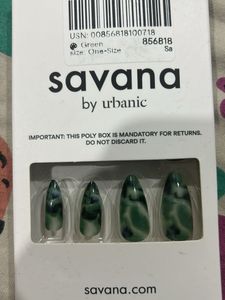 USN: 00856818100718
Green 856818
Size: One-Size Sa
savana
by urbanic
IMPORTANT: THIS POLY BOX IS MANDATORY FOR RETURNS.
DO NOT DISCARD IT.
savana.com